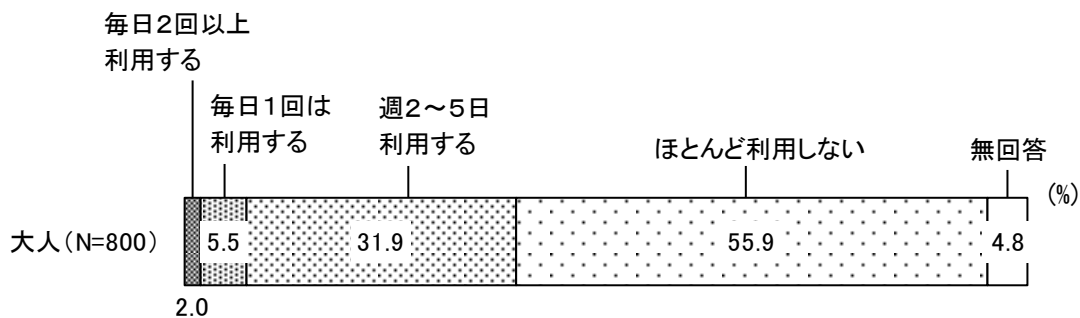 毎日２回以上
利用する
毎日１回は
利用する
週２～５日
利用する
ほとんど利用しない
無回答
(%)
大人（N=800）
5.5
31.9
55.9
4.8
2.0